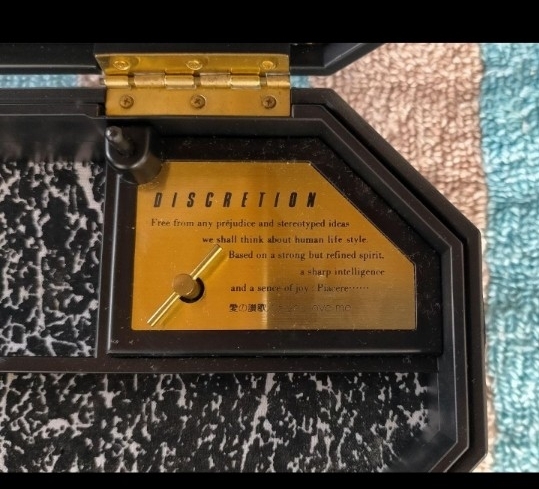 DISCRETION
Free from any prejudice and stereotyped ideas
we shall think about human life style.
Based on a strong but refined spirit,
a sharp intelligence
and a sence-of joy : Piacere·····
愛の讃歌